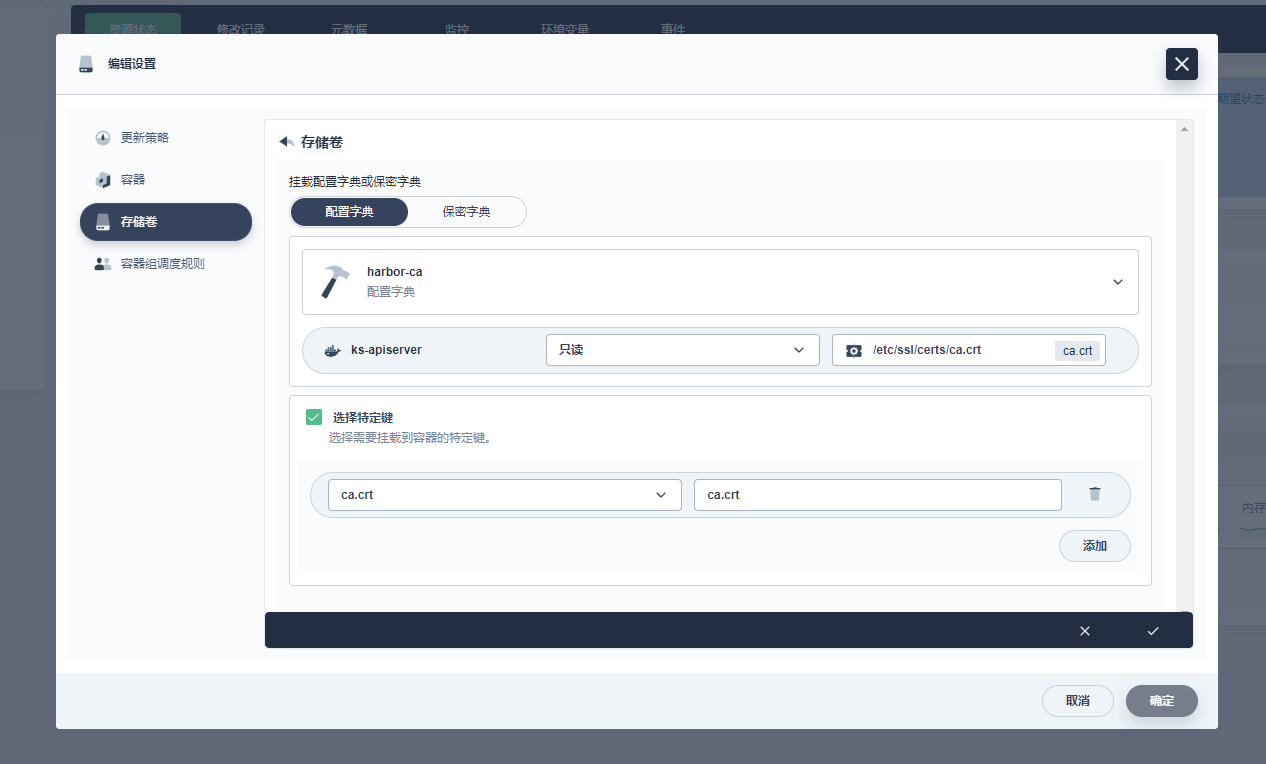 资源状态
修改记录
元数据
监控
环境变量
事件
编辑设置
期望状态
更新策略
容器
存储卷
容器组调度规则
存储卷
挂载配置字典或保密字典
配置字典
保密字典
harbor-ca
配置字典
ks-apiserver
只读
/etc/ssl/certs/ca.crt
ca.crt
选择特定键
选择需要挂载到容器的特定键。
ca.crt
ca.crt
内存
添加
取消
确定